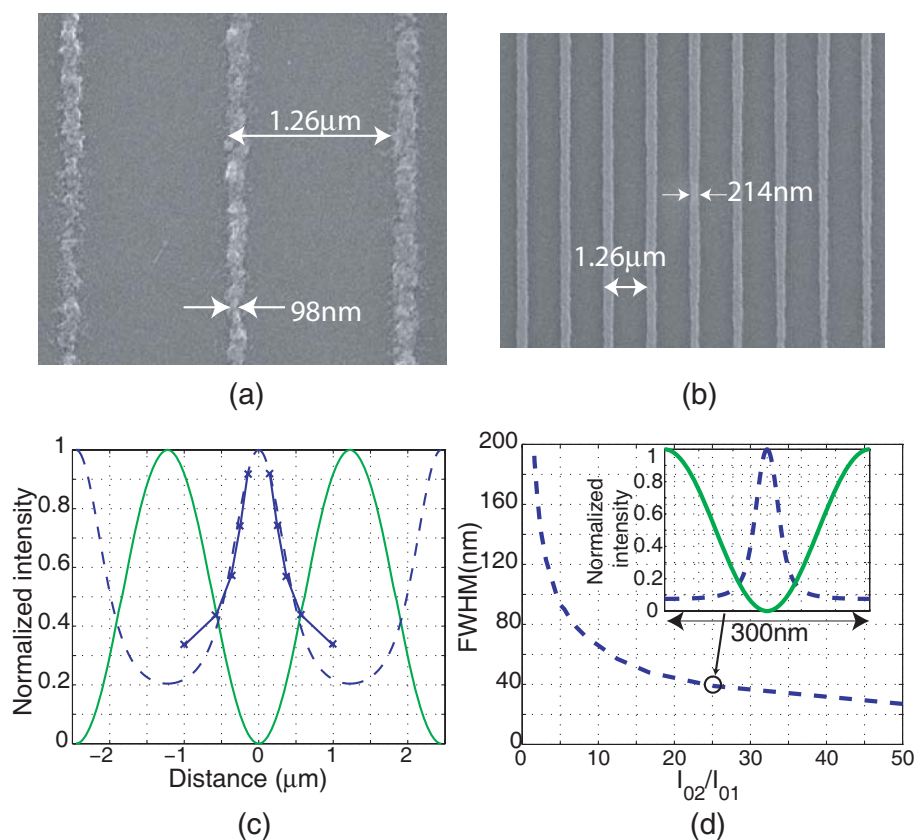 1.26μm
98nm
(a)
214nm
1.26μm
(b)
Normalized intensity
1
0.8
0.6
0.4
0.2
0
−2
−1
0
1
2
Distance (μm)
(c)
FWHM(nm)
200
160
120
80
40
0
0
10
20
30
40
50
I02/I01
Normalized
intensity
1
0.8
0.6
0.4
0.2
0
300nm
(d)